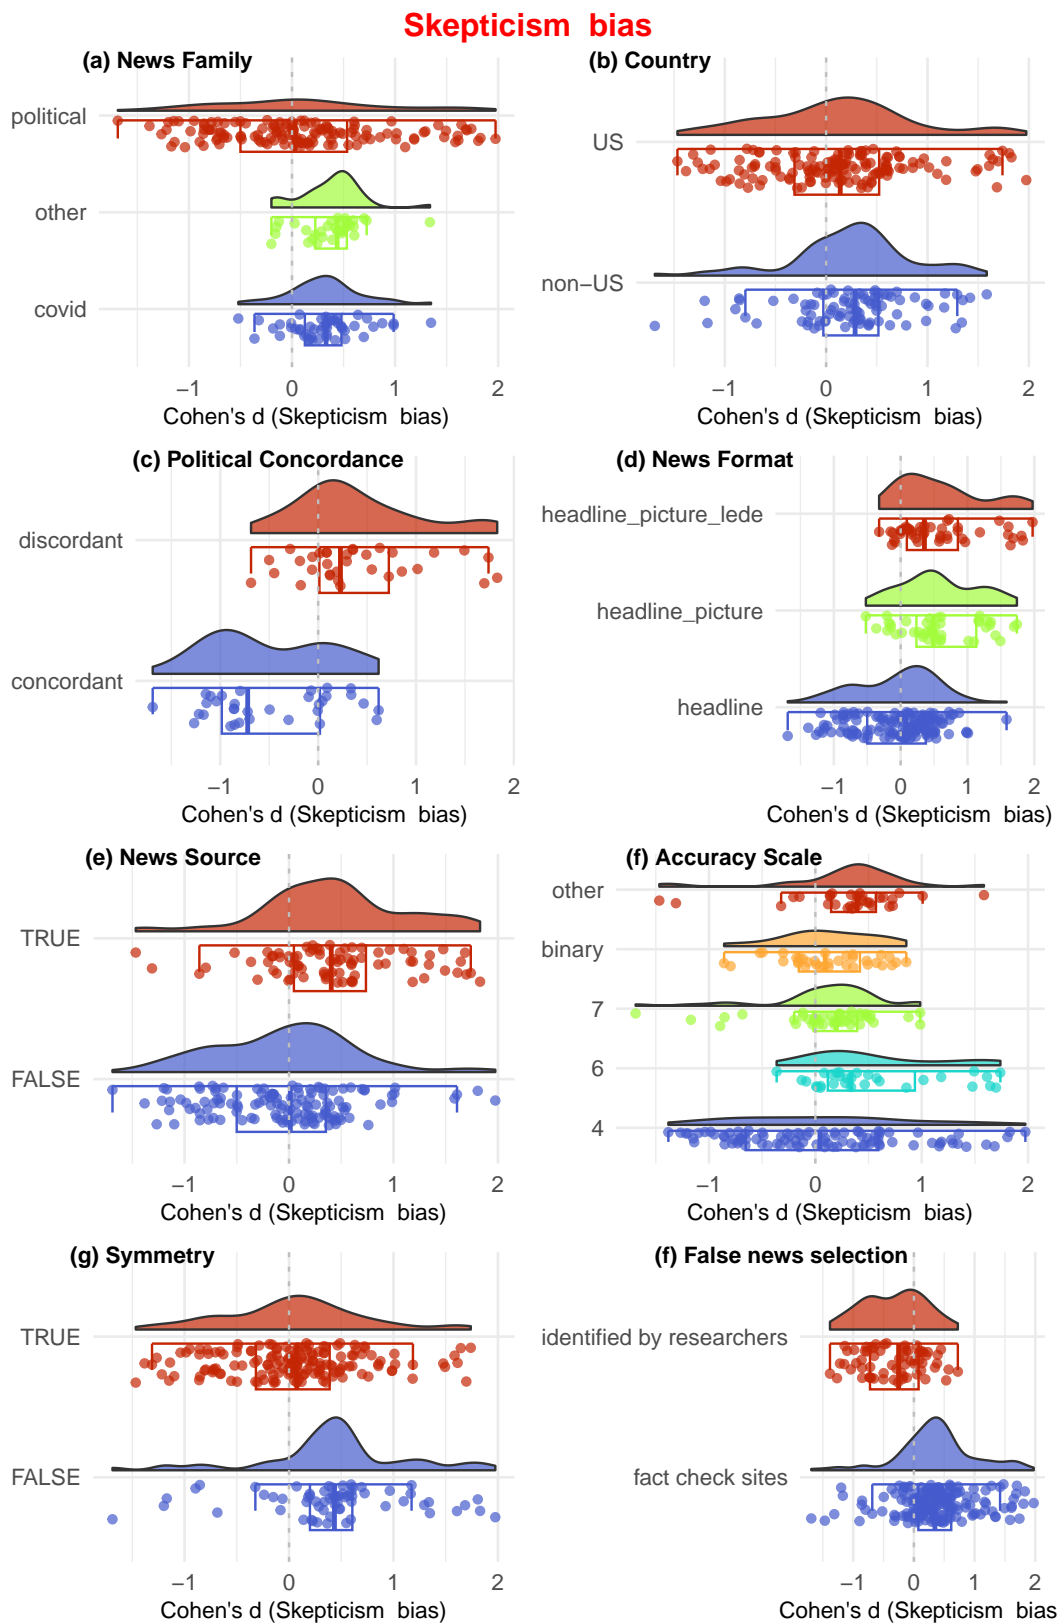 Skepticism  bias
(a) News Family
political
other
covid
−1 0 1 2
Cohen's d (Skepticism  bias)
(b) Country
US
non−US
−1 0 1 2
Cohen's d (Skepticism  bias)
(c) Political Concordance
discordant
concordant
−1 0 1 2
Cohen's d (Skepticism  bias)
(d) News Format
headline_picture_lede
headline_picture
headline
−1 0 1 2
Cohen's d (Skepticism  bias)
(e) News Source
TRUE
FALSE
−1 0 1 2
Cohen's d (Skepticism  bias)
(f) Accuracy Scale
other
binary
7
6
4
−1 0 1 2
Cohen's d (Skepticism  bias)
(g) Symmetry
TRUE
FALSE
−1 0 1 2
Cohen's d (Skepticism  bias)
(f) False news selection
identified by researchers
fact check sites
−1 0 1 2
Cohen's d (Skepticism  bias)